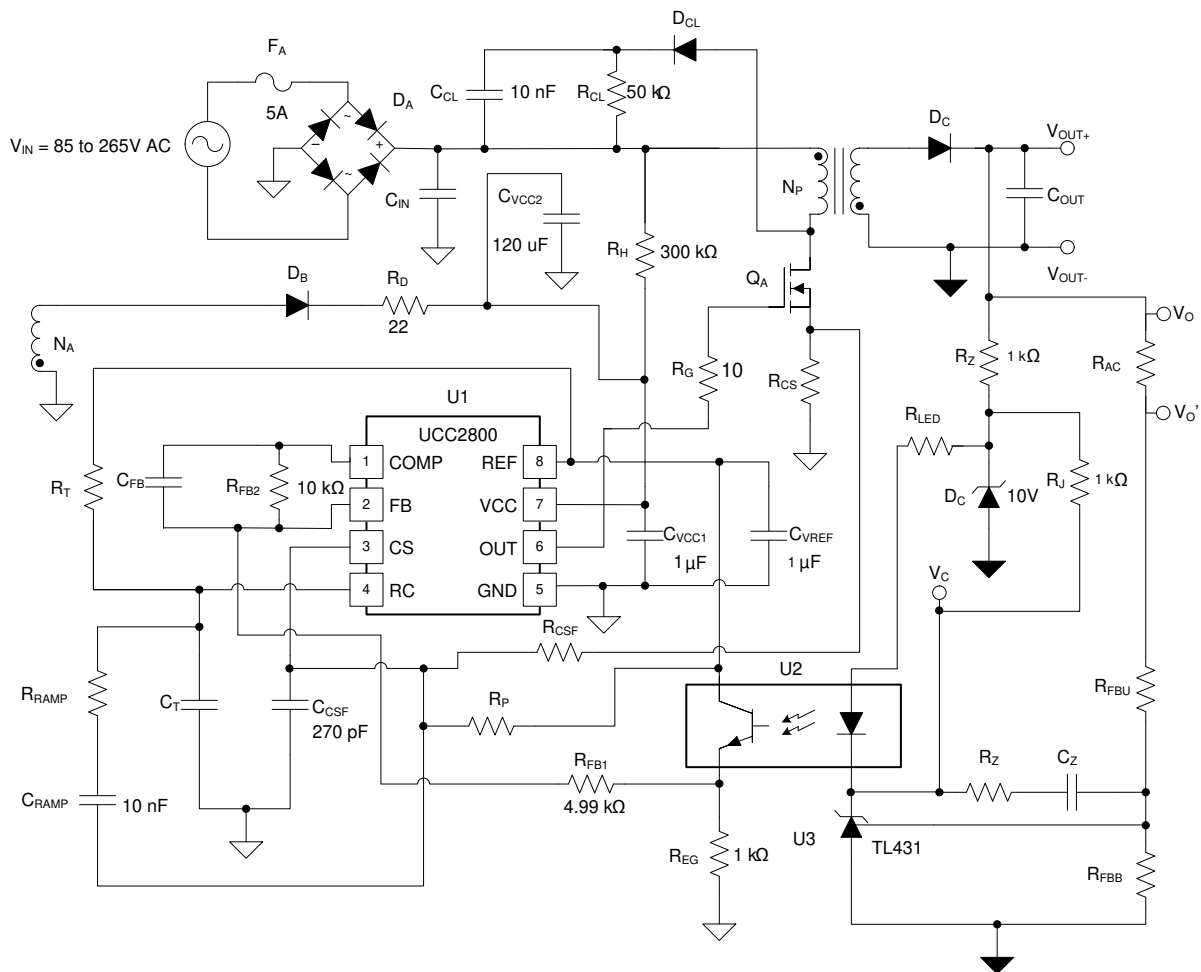 D_CL
F_A
5A
D_A
C_CL
10 nF
R_CL
50 kΩ
~
~
−
+
V_IN = 85 to 265V AC
C_IN
C_VCC2
120 uF
R_H
300 kΩ
N_P
D_C
V_OUT+
C_OUT
V_OUT-
D_B
R_D
22
Q_A
N_A
R_G
10
R_CS
R_Z
1 kΩ
V_O
R_AC
V_O'
R_LED
U1
UCC2800
1
COMP
REF
8
2
FB
VCC
7
3
CS
OUT
6
4
RC
GND
5
R_T
C_FB
R_FB2
10 kΩ
C_VCC1
1 µF
C_VREF
1 µF
D_C
10V
R_J
1 kΩ
V_C
R_CSF
U2
R_RAMP
C_T
C_CSF
270 pF
R_P
R_FBU
C_RAMP
10 nF
R_FB1
4.99 kΩ
R_Z
C_Z
U3
TL431
R_EG
1 kΩ
R_FBB